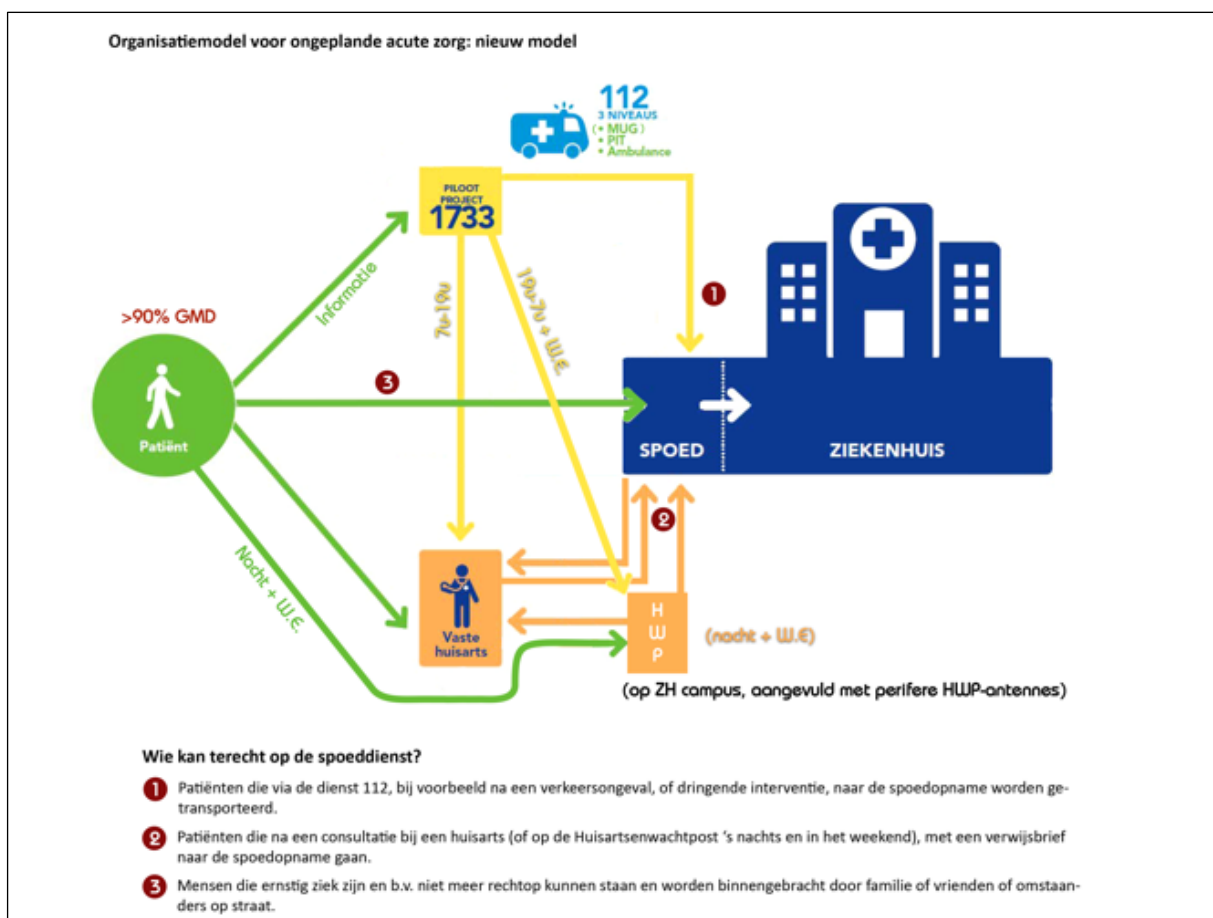 Organisatiemodel voor ongeplande acute zorg: nieuw model
112
3 NIVEAUS
(• MUG)
• PIT
• Ambulance
PILOOT
PROJECT
1733
Informatie
7u-19u
19u-7u + W.E.
1
>90% GMD
3
Patiënt
SPOED
ZIEKENHUIS
2
Nacht + W.E.
Vaste
huisarts
H
W
P
(nacht + W.E)
(op ZH campus, aangevuld met perifere HWP-antennes)
Wie kan terecht op de spoeddienst?
1 Patiënten die via de dienst 112, bij voorbeeld na een verkeersongeval, of dringende interventie, naar de spoedopname worden ge-
transporteerd.
2 Patiënten die na een consultatie bij een huisarts (of op de Huisartsenwachtpost ‘s nachts en in het weekend), met een verwijsbrief
naar de spoedopname gaan.
3 Mensen die ernstig ziek zijn en b.v. niet meer rechtop kunnen staan en worden binnengebracht door familie of vrienden of omstaan-
ders op straat.